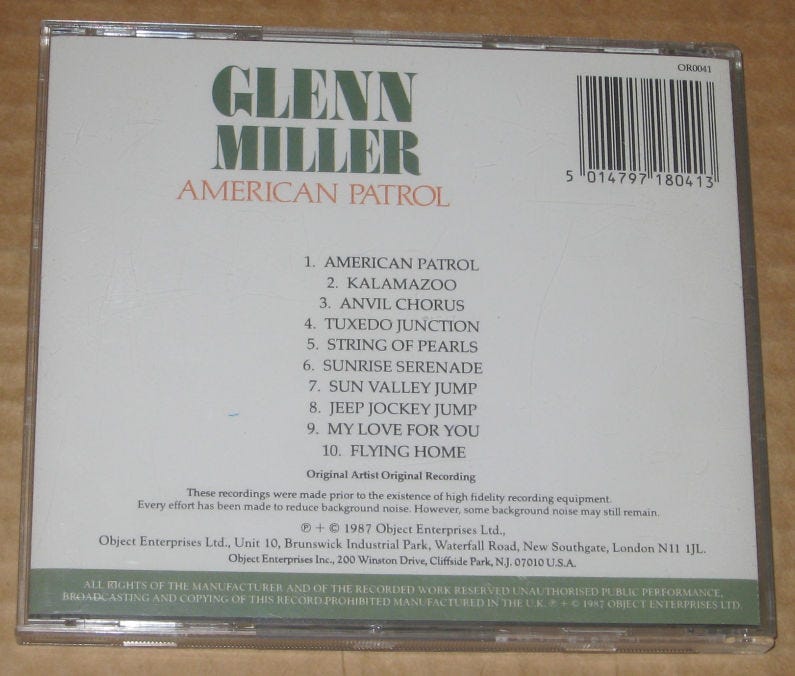 OR0041
GLENN
MILLER
AMERICAN PATROL
5 014797 180413
1. AMERICAN PATROL
2. KALAMAZOO
3. ANVIL CHORUS
4. TUXEDO JUNCTION
5. STRING OF PEARLS
6. SUNRISE SERENADE
7. SUN VALLEY JUMP
8. JEEP JOCKEY JUMP
9. MY LOVE FOR YOU
10. FLYING HOME
Original Artist Original Recording
These recordings were made prior to the existence of high fidelity recording equipment.
Every effort has been made to reduce background noise. However, some background noise may still remain.
℗ + © 1987 Object Enterprises Ltd.,
Object Enterprises Ltd., Unit 10, Brunswick Industrial Park, Waterfall Road, New Southgate, London N11 1JL.
Object Enterprises Inc., 200 Winston Drive, Cliffside Park, N.J. 07010 U.S.A.
ALL RIGHTS OF THE MANUFACTURER AND OF THE RECORDED WORK RESERVED UNAUTHORISED PUBLIC PERFORMANCE,
BROADCASTING AND COPYING OF THIS RECORD PROHIBITED MANUFACTURED IN THE U.K. ℗ + © 1987 OBJECT ENTERPRISES LTD.